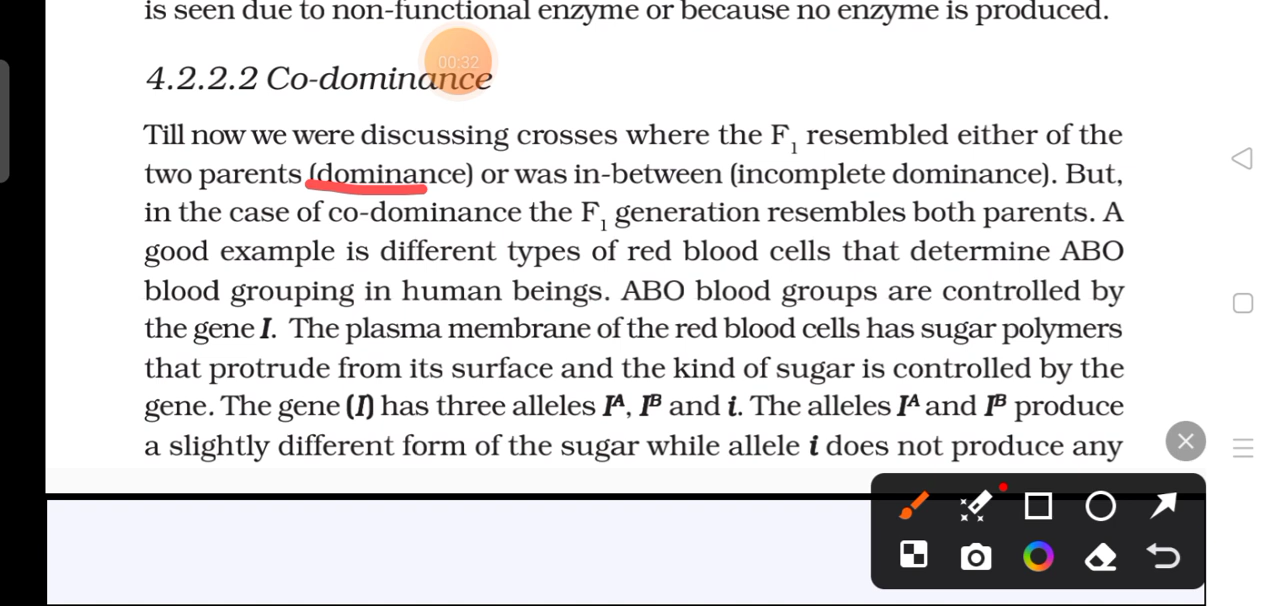 is seen due to non-functional enzyme or because no enzyme is produced.
00:32
4.2.2.2 Co-dominance
Till now we were discussing crosses where the F₁ resembled either of the
two parents (dominance) or was in-between (incomplete dominance). But,
in the case of co-dominance the F₁ generation resembles both parents. A
good example is different types of red blood cells that determine ABO
blood grouping in human beings. ABO blood groups are controlled by
the gene I. The plasma membrane of the red blood cells has sugar polymers
that protrude from its surface and the kind of sugar is controlled by the
gene. The gene (I) has three alleles Iᴬ, Iᴮ and i. The alleles Iᴬ and Iᴮ produce
a slightly different form of the sugar while allele i does not produce any